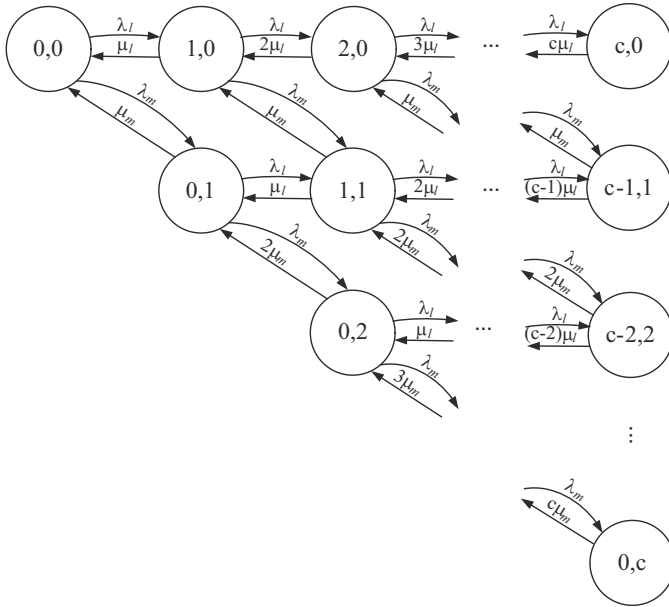 λl λl λl λl
0,0 μl 1,0 2μl 2,0 3μl ... cμl c,0
λm λm λm λm
μm μm μm μm
λl λl λl
0,1 μl 1,1 2μl ... (c-1)μl c-1,1
λm λm λm
2μm 2μm 2μm
λl λl
0,2 μl ... (c-2)μl c-2,2
λm
3μm
⋮
λm
cμm
0,c